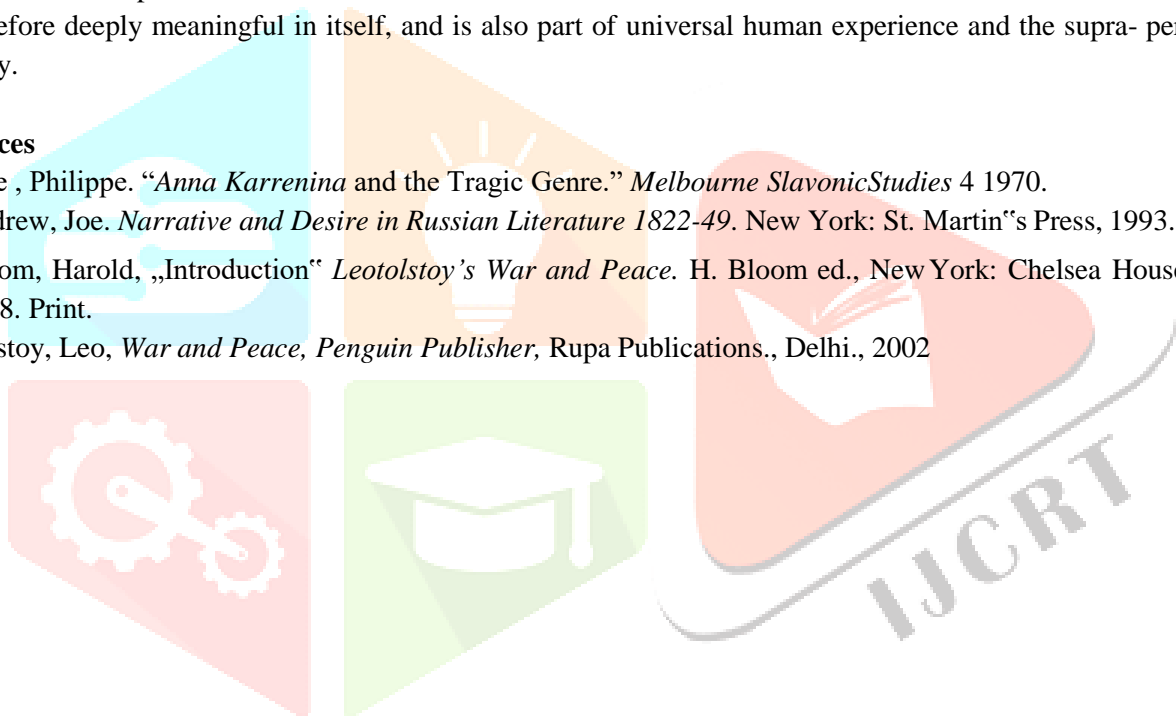 efore deeply meaningful in itself, and is also part of universal human experience and the supra- per
y.
ces
e , Philippe. “Anna Karrenina and the Tragic Genre.” Melbourne SlavonicStudies 4 1970.
drew, Joe. Narrative and Desire in Russian Literature 1822-49. New York: St. Martin‟s Press, 1993.
om, Harold, „Introduction‟ Leotolstoy’s War and Peace. H. Bloom ed., New York: Chelsea House
8. Print.
stoy, Leo, War and Peace, Penguin Publisher, Rupa Publications., Delhi., 2002
IJCRT